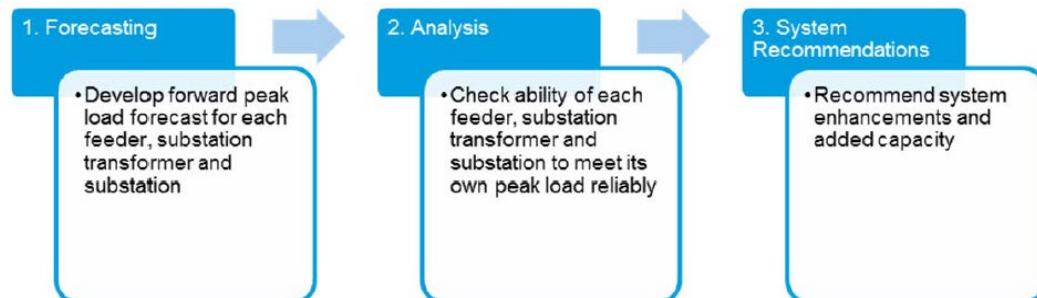 1. Forecasting
•Develop forward peak
load forecast for each
feeder, substation
transformer and
substation
2. Analysis
•Check ability of each
feeder, substation
transformer and
substation to meet its
own peak load reliably
3. System
Recommendations
•Recommend system
enhancements and
added capacity